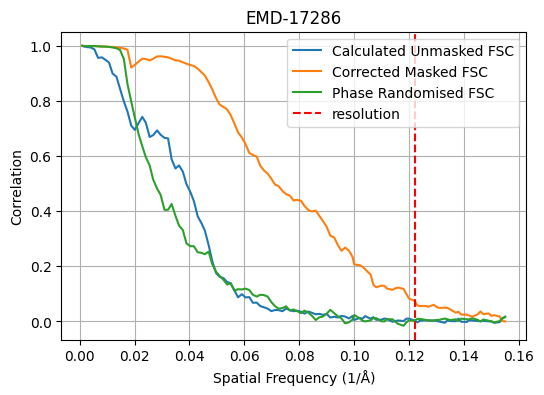 EMD-17286
Calculated Unmasked FSC
Corrected Masked FSC
Phase Randomised FSC
resolution
Correlation
1.0
0.8
0.6
0.4
0.2
0.0
0.00 0.02 0.04 0.06 0.08 0.10 0.12 0.14 0.16
Spatial Frequency (1/Å)